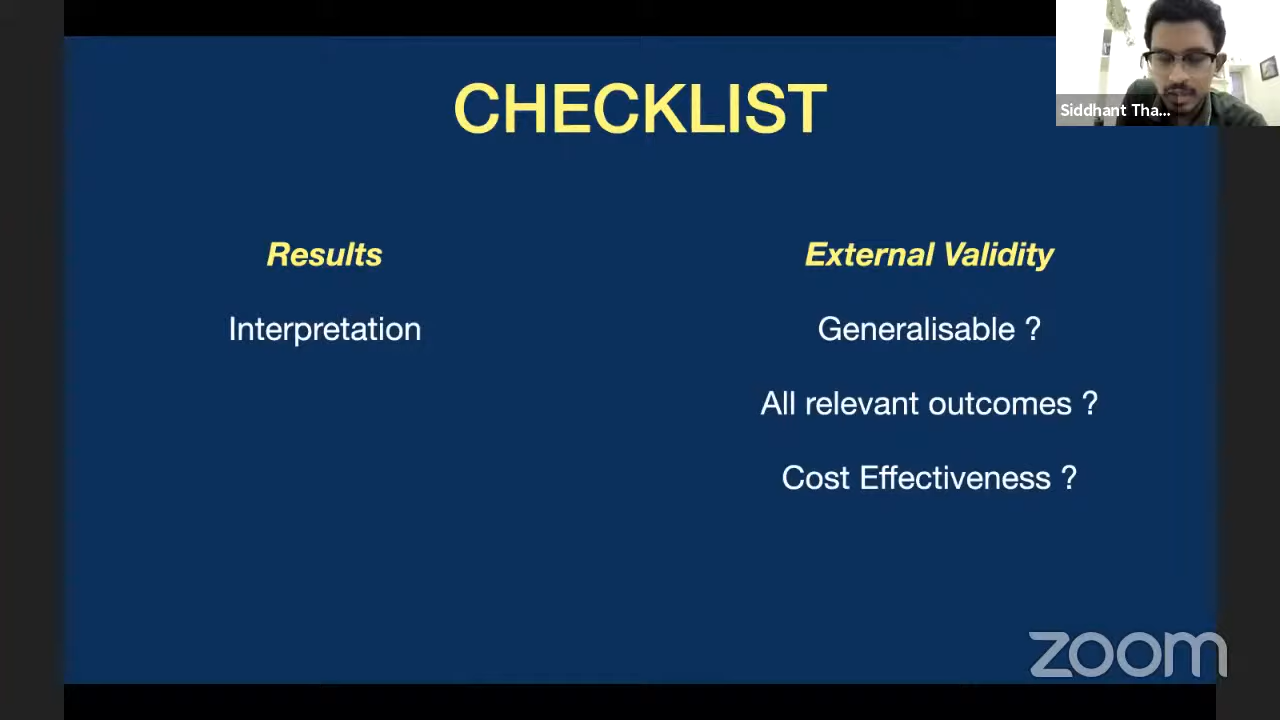 CHECKLIST
Siddhant Tha...
Results
Interpretation
External Validity
Generalisable ?
All relevant outcomes ?
Cost Effectiveness ?
zoom